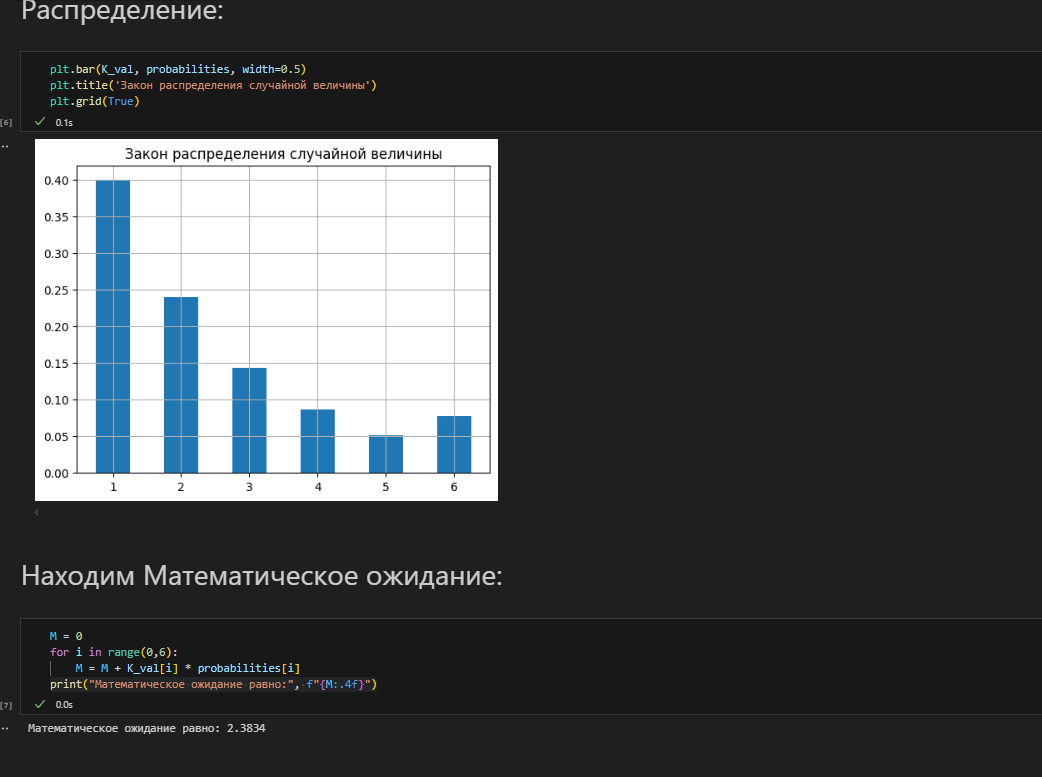 Распределение:
plt.bar(K_val, probabilities, width=0.5)
plt.title('Закон распределения случайной величины')
plt.grid(True)
[6]
0.1s
Закон распределения случайной величины
0.40
0.35
0.30
0.25
0.20
0.15
0.10
0.05
0.00
1 2 3 4 5 6
Находим Математическое ожидание:
M = 0
for i in range(0,6):
    M = M + K_val[i] * probabilities[i]
print("Математическое ожидание равно:", f"{M:.4f}")
[7]
0.0s
Математическое ожидание равно: 2.3834